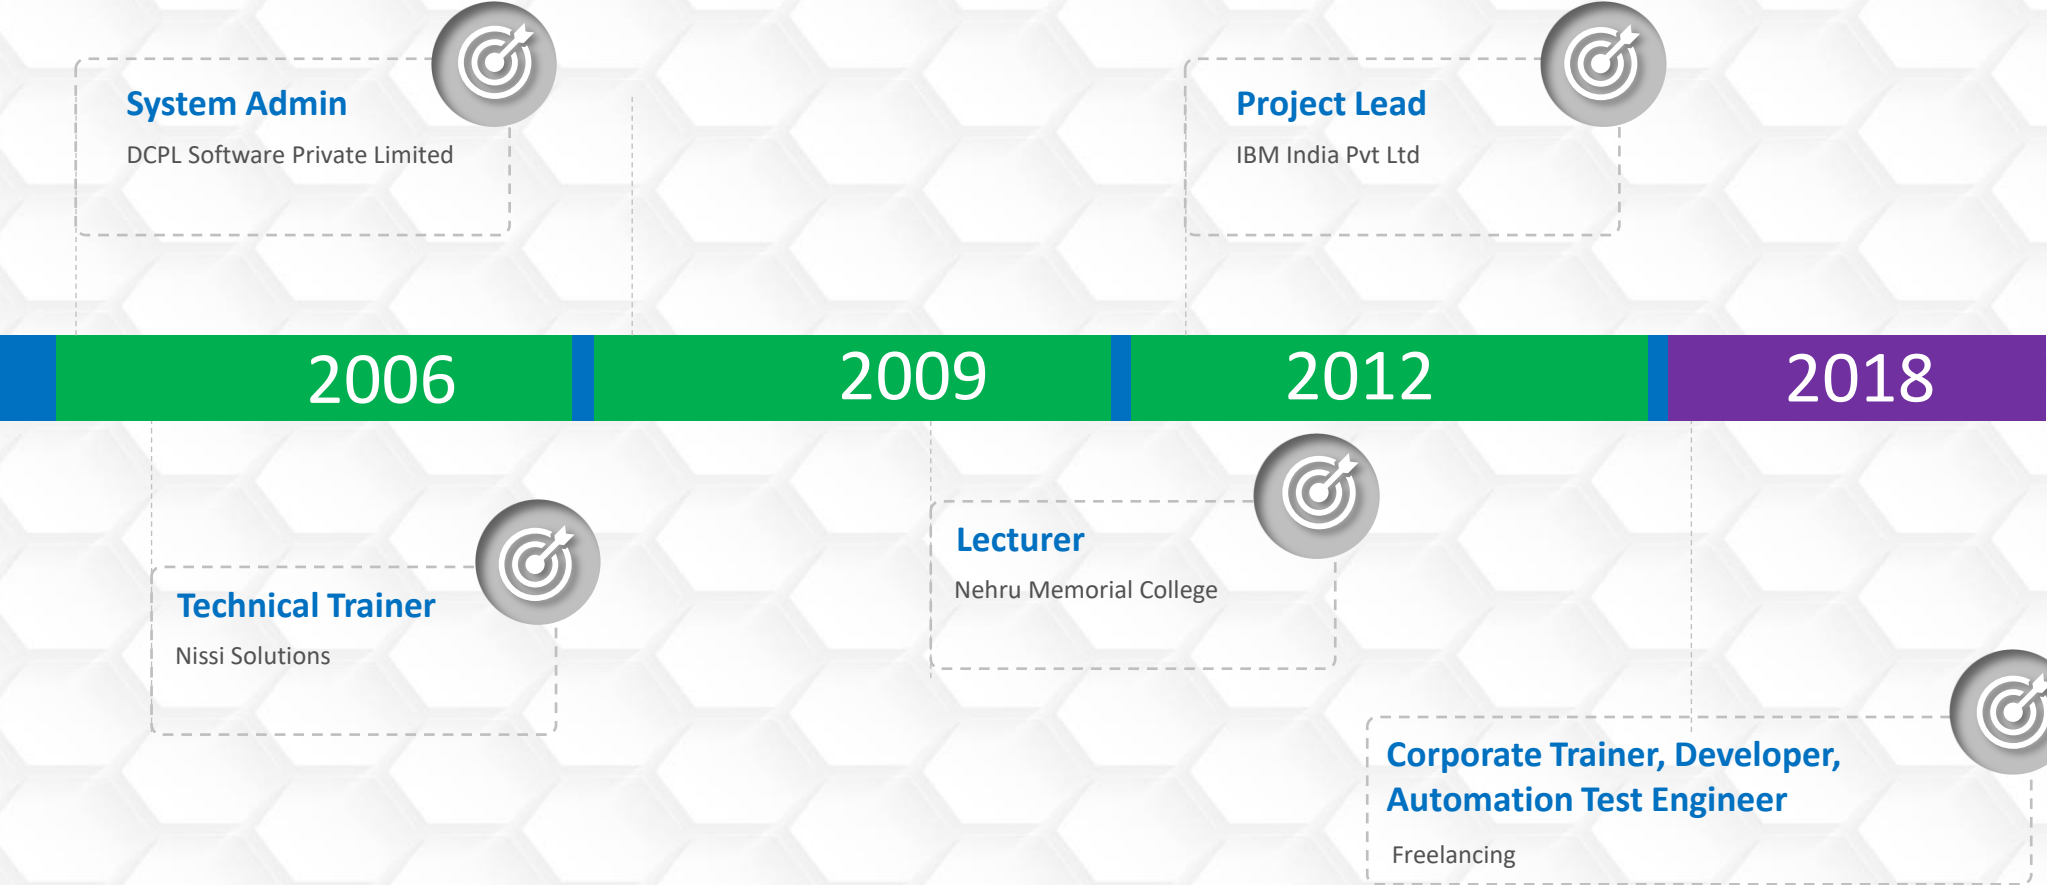 System Admin
DCPL Software Private Limited
Project Lead
IBM India Pvt Ltd
2006
2009
2012
2018
Technical Trainer
Nissi Solutions
Lecturer
Nehru Memorial College
Corporate Trainer, Developer,
Automation Test Engineer
Freelancing